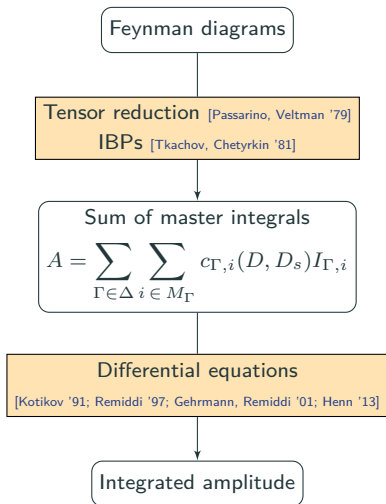 Feynman diagrams
Tensor reduction [Passarino, Veltman '79]
IBPs [Tkachov, Chetyrkin '81]
Sum of master integrals
A = ∑_{Γ∈Δ} ∑_{i ∈ M_Γ} c_{Γ,i}(D, D_s) I_{Γ,i}
Differential equations
[Kotikov '91; Remiddi '97; Gehrmann, Remiddi '01; Henn '13]
Integrated amplitude